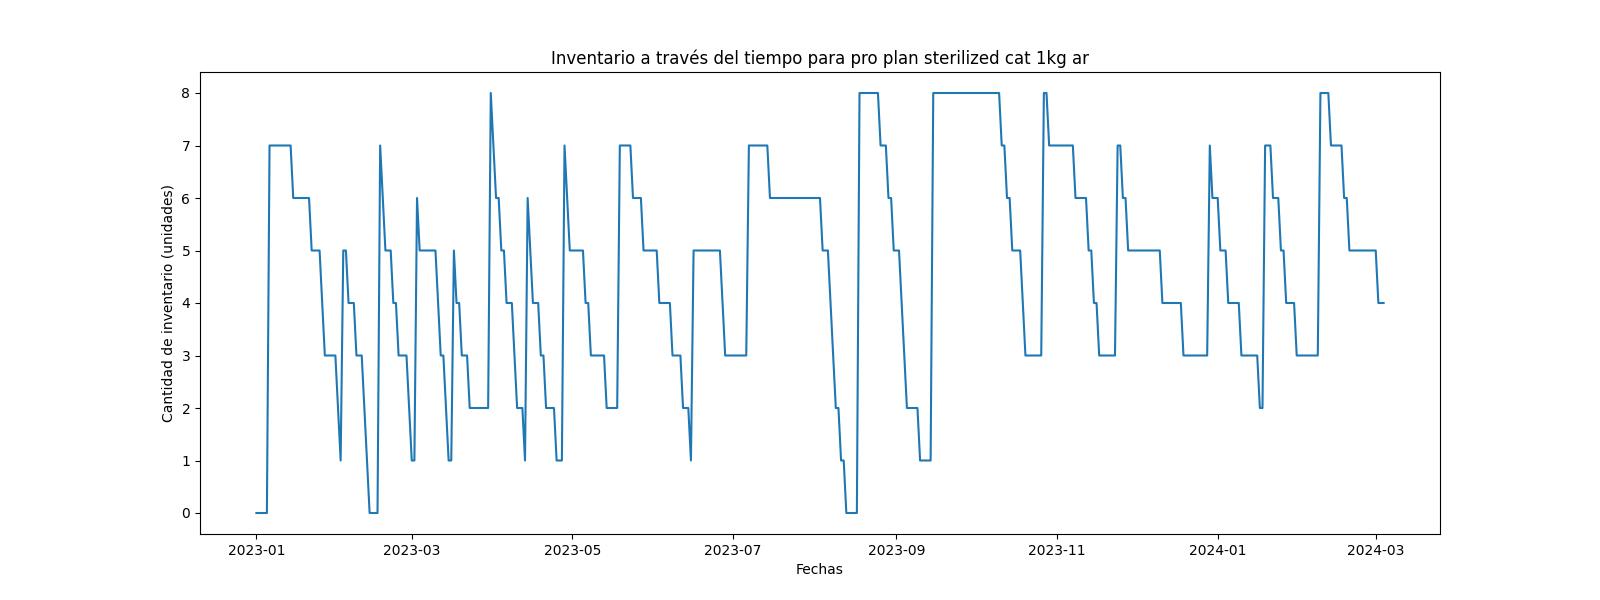 Inventario a través del tiempo para pro plan sterilized cat 1kg ar
Cantidad de inventario (unidades)
8
7
6
5
4
3
2
1
0
2023-01 2023-03 2023-05 2023-07 2023-09 2023-11 2024-01 2024-03
Fechas